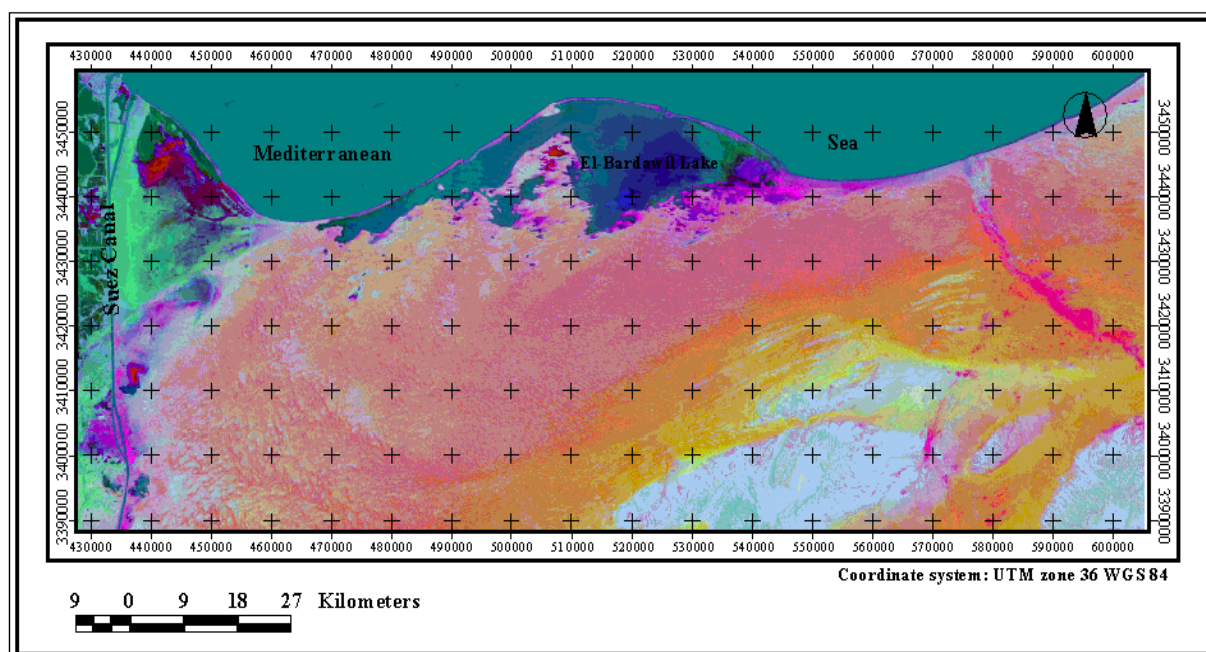 430000 440000 450000 460000 470000 480000 490000 500000 510000 520000 530000 540000 550000 560000 570000 580000 590000 600000
3450000
3440000
3430000
3420000
3410000
3400000
3390000
Mediterranean
Sea
El-Bardawil Lake
Suez Canal
3450000
3440000
3430000
3420000
3410000
3400000
3390000
430000 440000 450000 460000 470000 480000 490000 500000 510000 520000 530000 540000 550000 560000 570000 580000 590000 600000
Coordinate system: UTM zone 36 WGS 84
9 0 9 18 27 Kilometers